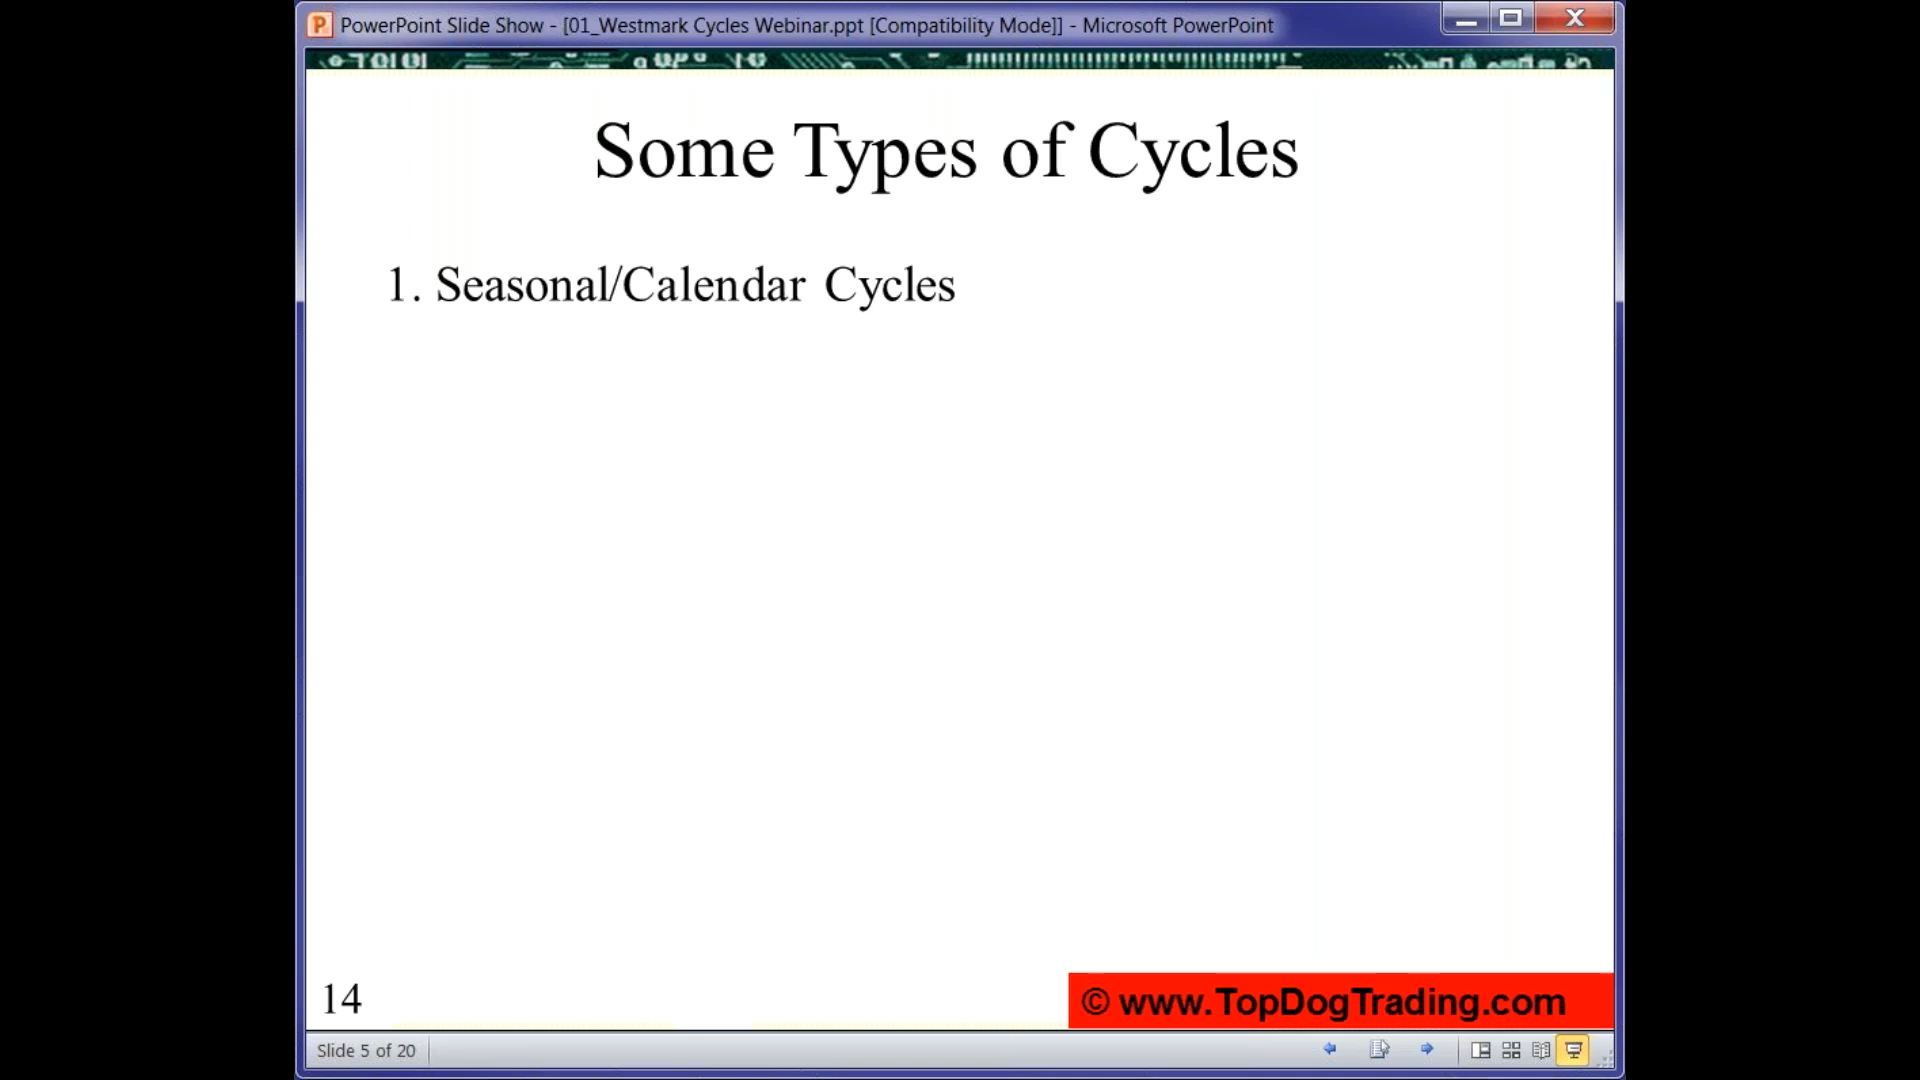 PowerPoint Slide Show - [01_Westmark Cycles Webinar.ppt [Compatibility Mode]] - Microsoft PowerPoint
Some Types of Cycles
1. Seasonal/Calendar Cycles
14
© www.TopDogTrading.com
Slide 5 of 20